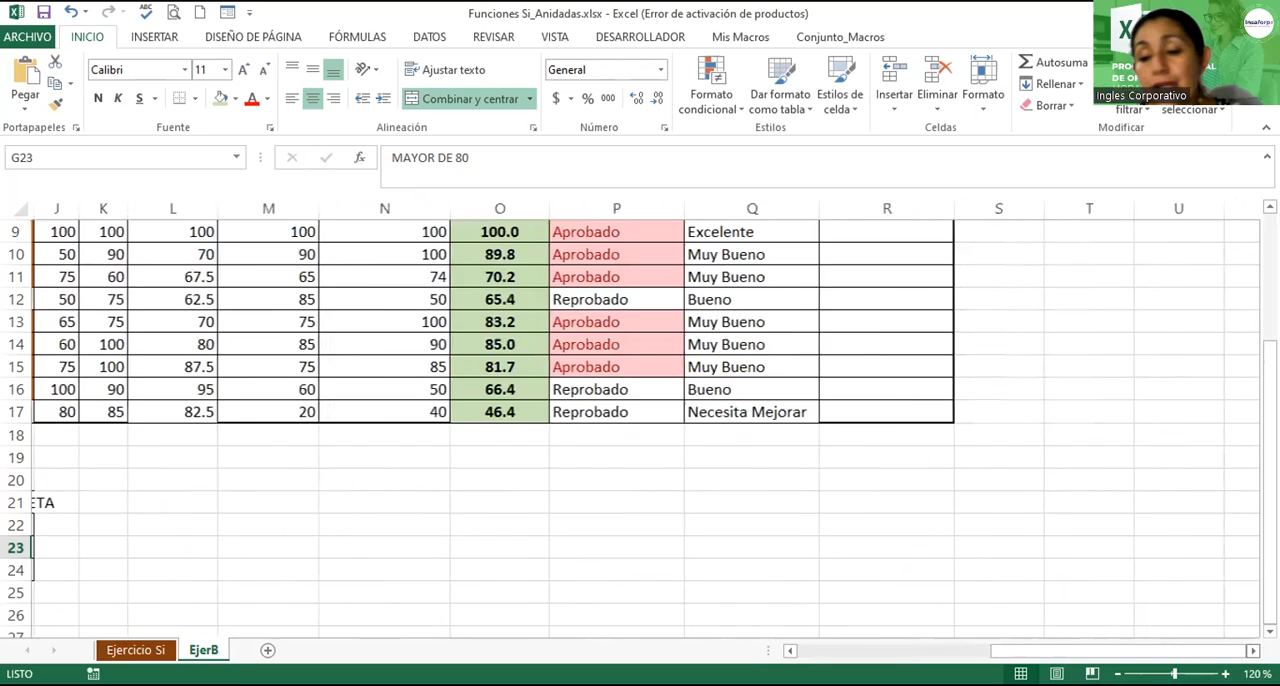 Funciones Si_Anidadas.xlsx - Excel (Error de activación de productos)
ARCHIVO INICIO INSERTAR DISEÑO DE PÁGINA FÓRMULAS DATOS REVISAR VISTA DESARROLLADOR Mis Macros Conjunto_Macros
Pegar
Calibri 11
N K S
Ajustar texto
Combinar y centrar
General
$ % 000
Formato condicional
Dar formato como tabla
Estilos de celda
Insertar Eliminar Formato
Autosuma
Rellenar
Borrar
filtrar
seleccionar
Portapapeles Fuente Alineación Número Estilos Celdas Modificar
Ingles Corporativo
Insaforp
G23 fx MAYOR DE 80
J K L M N O P Q R S T U
9 100 100 100 100 100 100.0 Aprobado Excelente
10 50 90 70 90 100 89.8 Aprobado Muy Bueno
11 75 60 67.5 65 74 70.2 Aprobado Muy Bueno
12 50 75 62.5 85 50 65.4 Reprobado Bueno
13 65 75 70 75 100 83.2 Aprobado Muy Bueno
14 60 100 80 85 90 85.0 Aprobado Muy Bueno
15 75 100 87.5 75 85 81.7 Aprobado Muy Bueno
16 100 90 95 60 50 66.4 Reprobado Bueno
17 80 85 82.5 20 40 46.4 Reprobado Necesita Mejorar
18
19
20
21 ETA
22
23
24
25
26
27
Ejercicio Si EjerB
LISTO 120 %